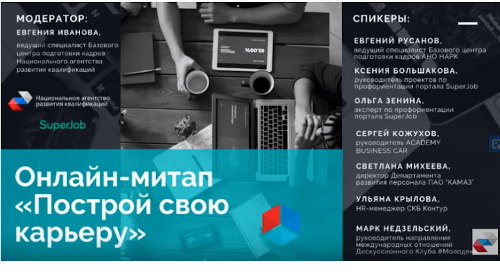 МОДЕРАТОР:
ЕВГЕНИЯ ИВАНОВА,
ведущий специалист Базового
центра подготовки кадров
Национального агентства
развития квалификаций
Национальное агентство
развития квалификаций
SuperJob
Онлайн-митап
«Построй свою
карьеру»
СПИКЕРЫ:
ЕВГЕНИЙ РУСАНОВ,
ведущий специалист Базового центра
подготовки кадров АНО НАРК
КСЕНИЯ БОЛЬШАКОВА,
руководитель проектов по
профориентации портала SuperJob
ОЛЬГА ЗЕНИНА,
эксперт по профориентации
портала SuperJob
СЕРГЕЙ КОЖУХОВ,
руководитель ACADEMY
BUSINESS CAR
СВЕТЛАНА МИХЕЕВА,
директор Департамента
развития персонала ПАО "КАМАЗ"
УЛЬЯНА КРЫЛОВА,
HR-менеджер СКБ Контур
МАРК НЕДЗЕЛЬСКИЙ,
руководитель направления
международных отношений
Дискуссионного Клуба